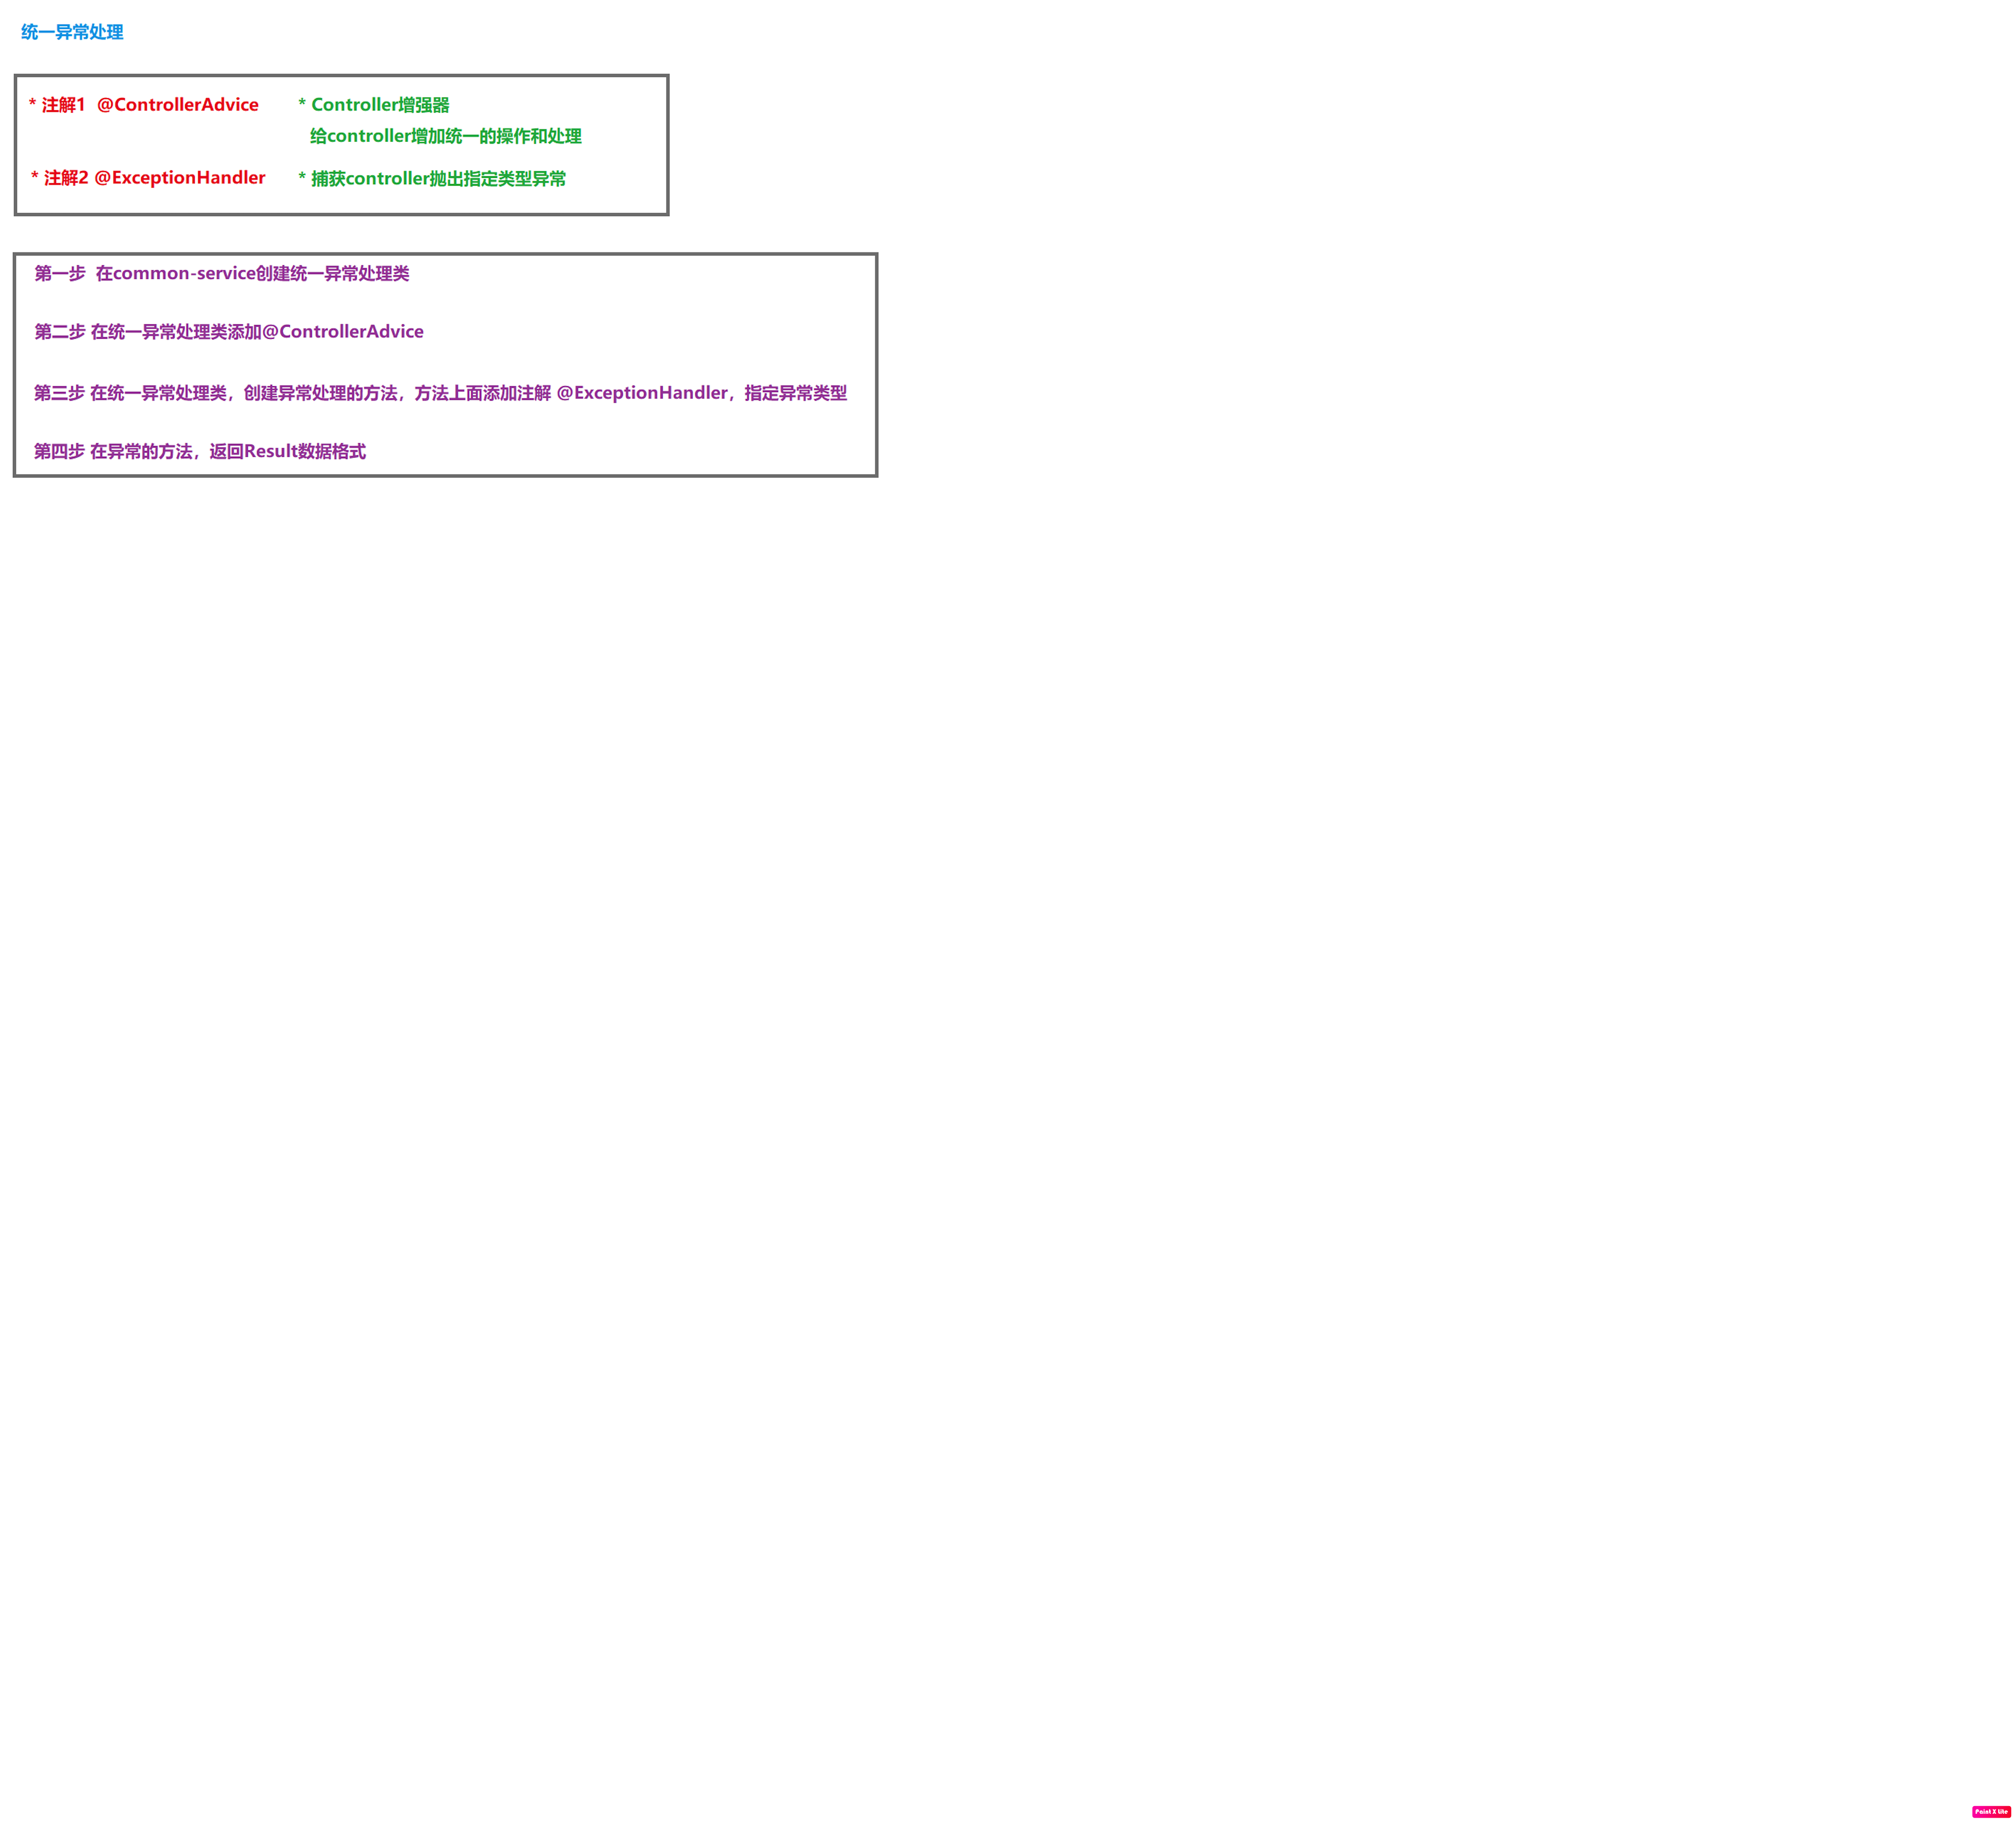 统一异常处理
* 注解1 @ControllerAdvice * Controller增强器
给controller增加统一的操作和处理
* 注解2 @ExceptionHandler * 捕获controller抛出指定类型异常
第一步 在common-service创建统一异常处理类
第二步 在统一异常处理类添加@ControllerAdvice
第三步 在统一异常处理类，创建异常处理的方法，方法上面添加注解 @ExceptionHandler，指定异常类型
第四步 在异常的方法，返回Result数据格式
Paint X Lite